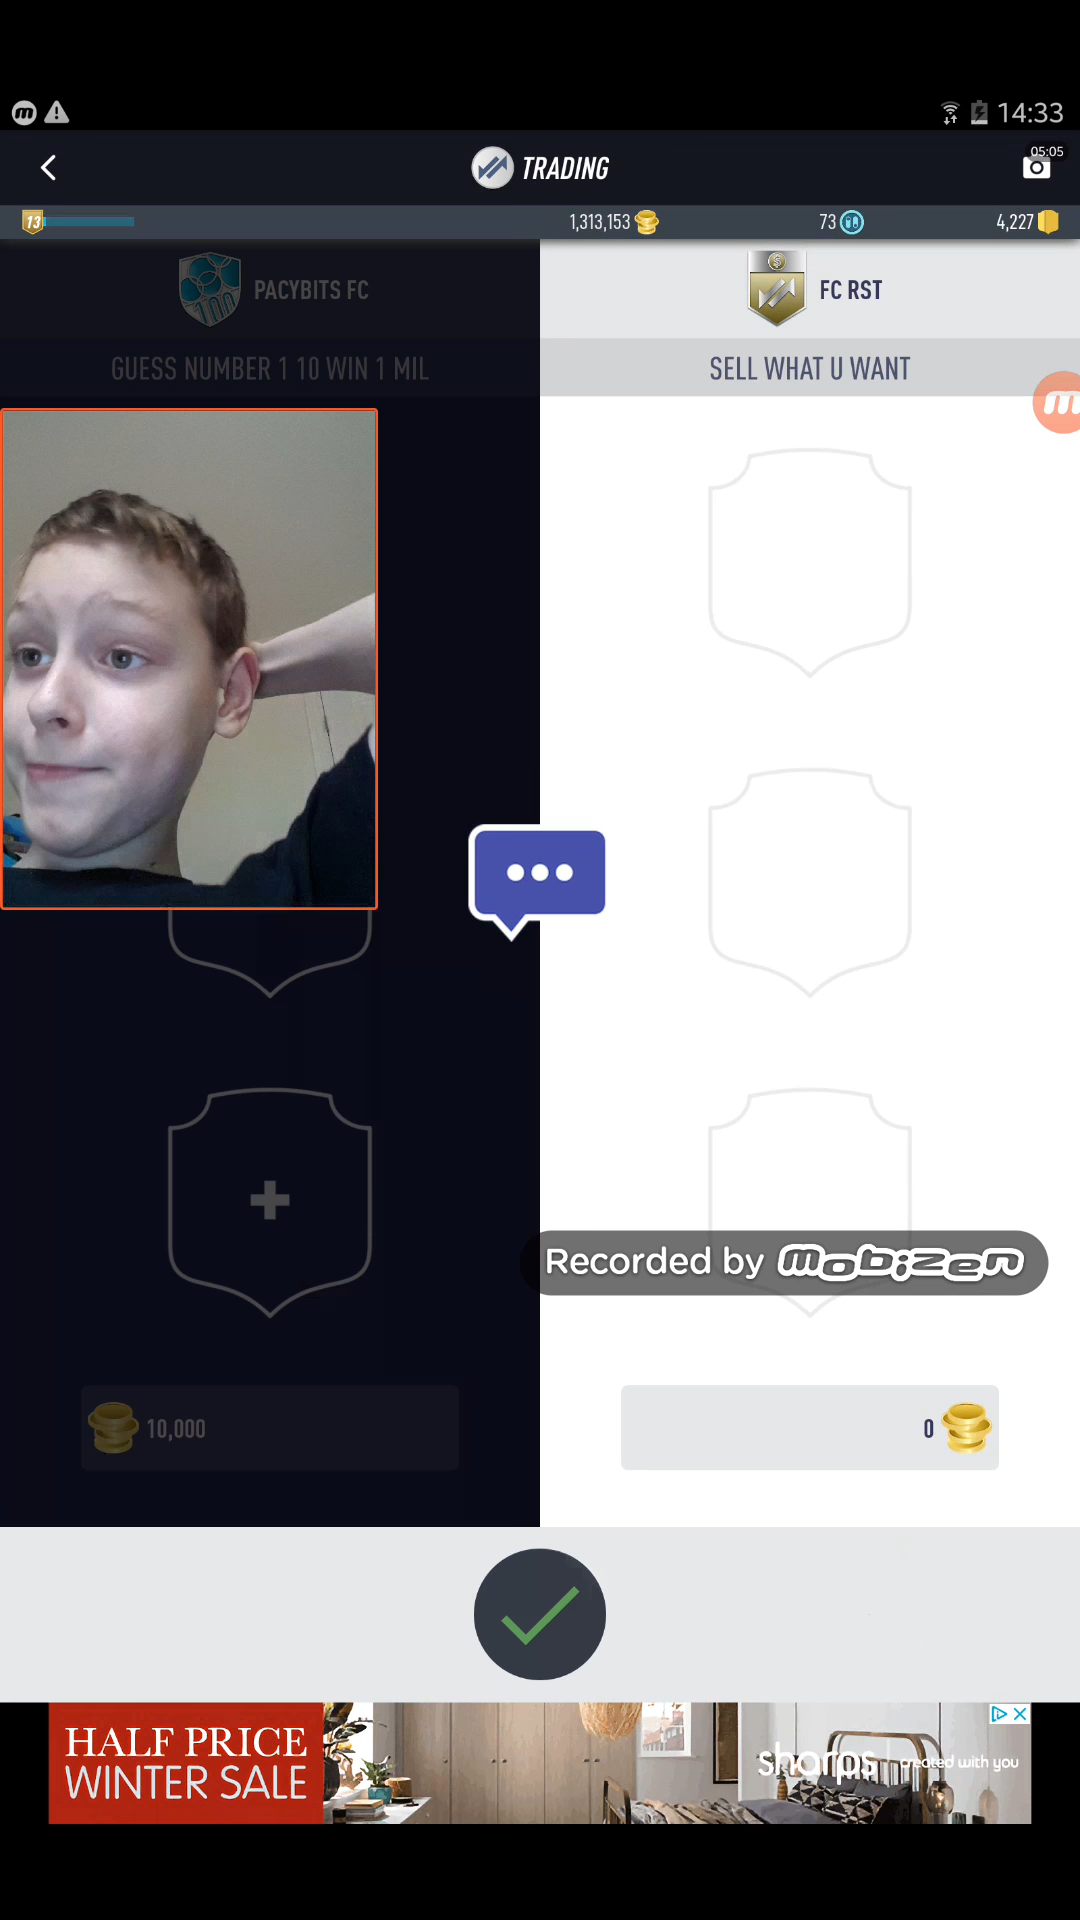 14:33
TRADING
05:05
13
1,313,153
73
4,227
100
PACYBITS FC
FC RST
GUESS NUMBER 1 10 WIN 1 MIL
SELL WHAT U WANT
m
Recorded by mobizen
10,000
0
HALF PRICE
WINTER SALE
sharps created with you